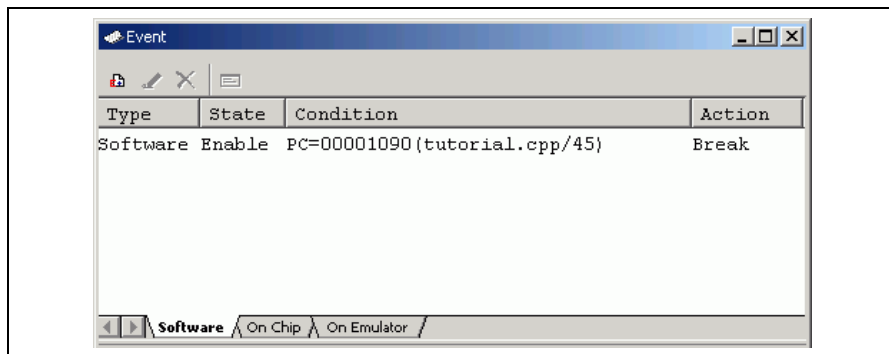 Event
Type State Condition Action
Software Enable PC=00001090(tutorial.cpp/45) Break
Software On Chip On Emulator